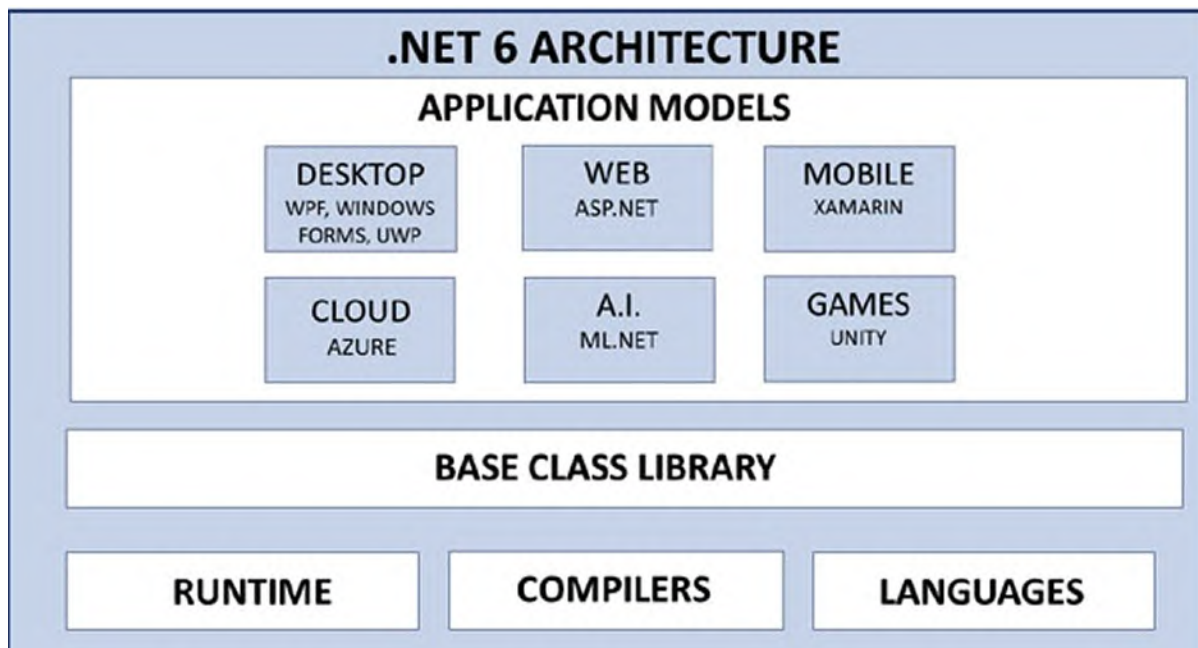 .NET 6 ARCHITECTURE
APPLICATION MODELS
DESKTOP
WPF, WINDOWS
FORMS, UWP
WEB
ASP.NET
MOBILE
XAMARIN
CLOUD
AZURE
A.I.
ML.NET
GAMES
UNITY
BASE CLASS LIBRARY
RUNTIME
COMPILERS
LANGUAGES